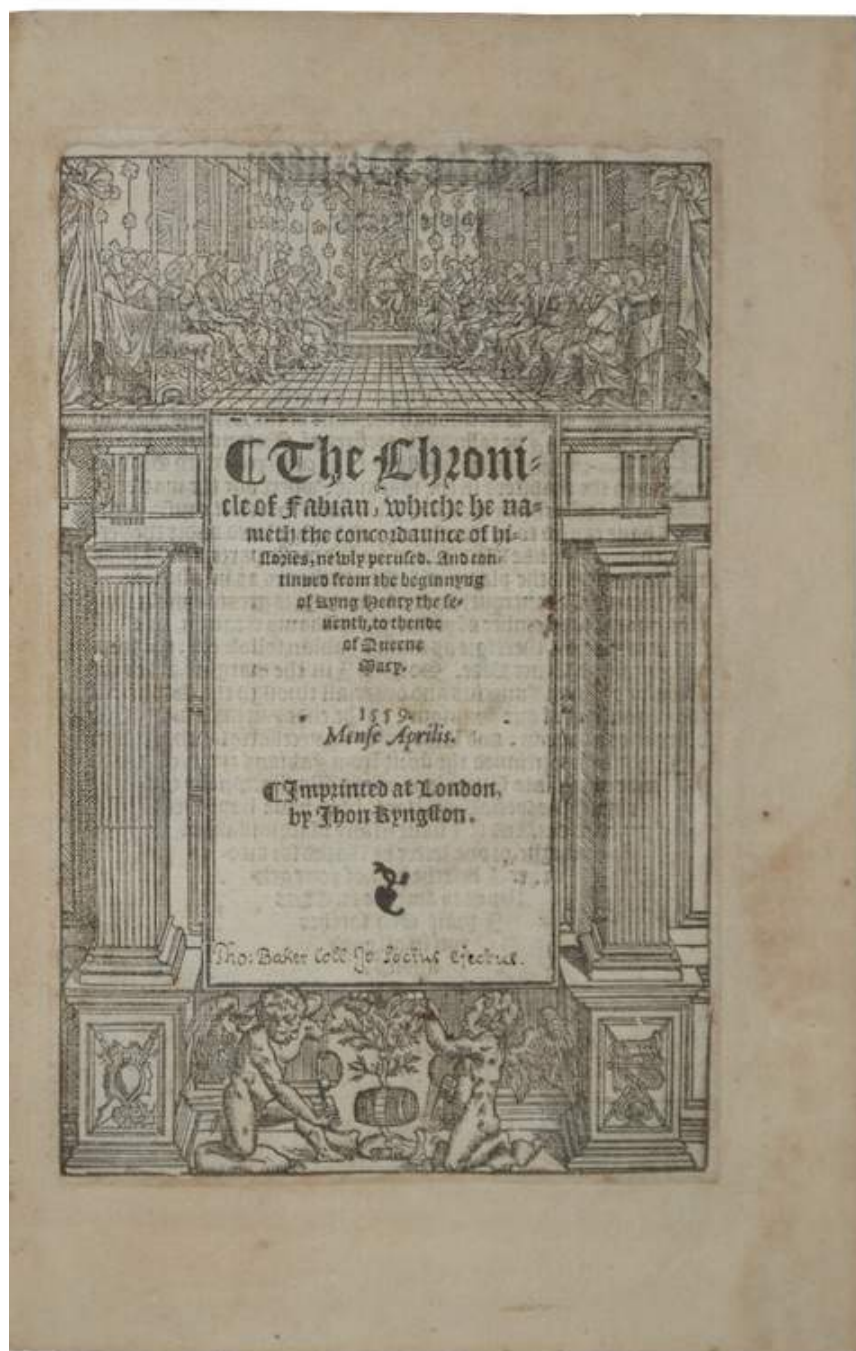 ¶ The Chroni⸗
cle of Fabian, whiche he na⸗
meth the concordaunce of hi⸗
stories, newly perused. And con⸗
tinued from the beginnyng
of Kyng Henry the se⸗
uenth, to thende
of Queene
Mary.
1559.
Mense Aprilis.
¶ Imprinted at London,
by Jhon Kyngston.
Tho: Baker Coll. Jo: Socius Ejectus.